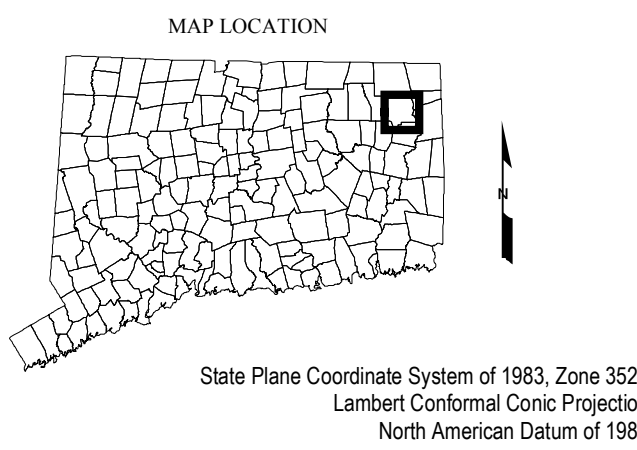 MAP LOCATION
N
State Plane Coordinate System of 1983, Zone 352
Lambert Conformal Conic Projectio
North American Datum of 198